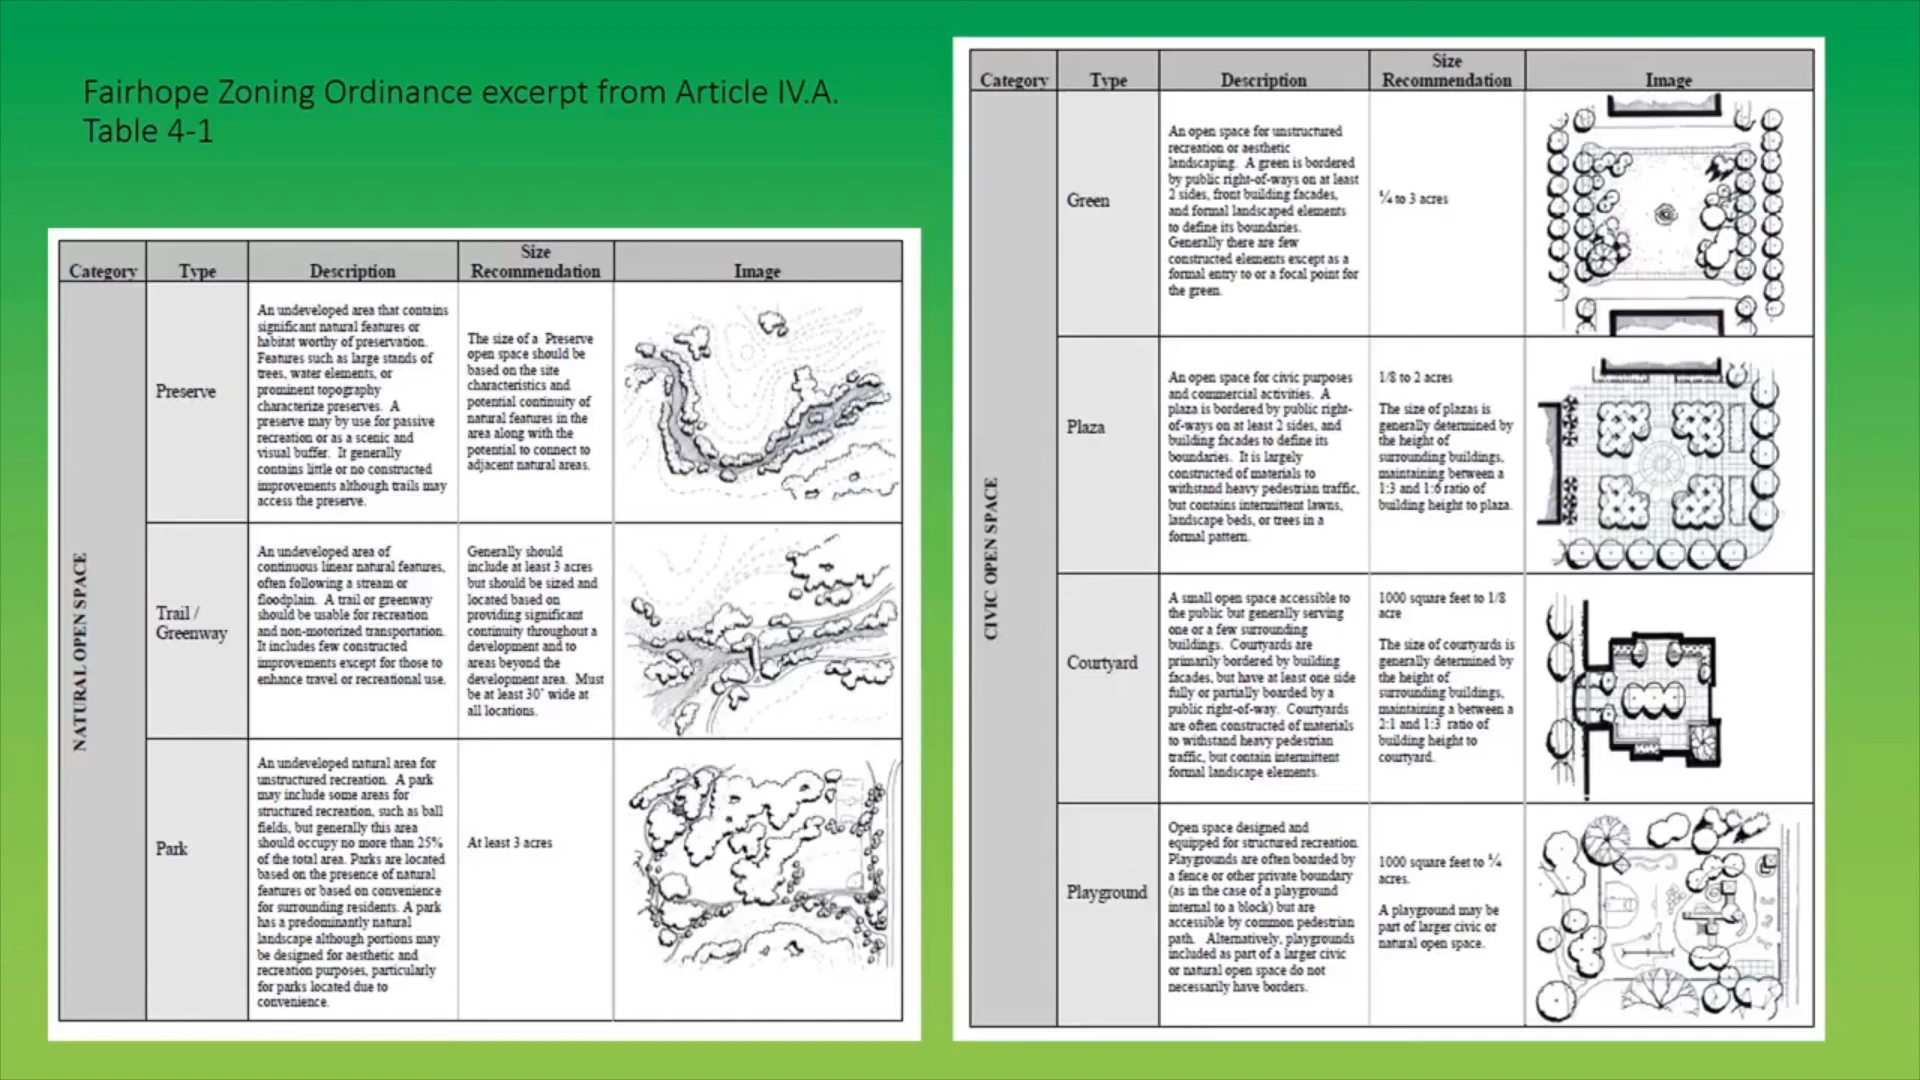 Fairhope Zoning Ordinance excerpt from Article IV.A.
Table 4-1
Category
Type
Description
Size
Recommendation
Image
NATURAL OPEN SPACE
Preserve
An undeveloped area that contains
significant natural features or
habitat worthy of preservation.
Features such as large stands of
trees, water elements, or
prominent topography
characterize preserves. A
preserve may by use for passive
recreation or as a scenic and
visual buffer. It generally
contains little or no constructed
improvements although trails may
access the preserve.
The size of a Preserve
open space should be
based on the site
characteristics and
potential continuity of
natural features in the
area along with the
potential to connect to
adjacent natural areas.
Trail /
Greenway
An undeveloped area of
continuous linear natural features,
often following a stream or
floodplain. A trail or greenway
should be usable for recreation
and non-motorized transportation.
It includes few constructed
improvements except for those to
enhance travel or recreational use.
Generally should
include at least 3 acres
but should be sized and
located based on
providing significant
continuity throughout a
development and to
areas beyond the
development area. Must
be at least 30' wide at
all locations.
Park
An undeveloped natural area for
unstructured recreation. A park
may include some areas for
structured recreation, such as ball
fields, but generally this area
should occupy no more than 25%
of the total area. Parks are located
based on the presence of natural
features or based on convenience
for surrounding residents. A park
has a predominantly natural
landscape although portions may
be designed for aesthetic and
recreation purposes, particularly
for parks located due to
convenience.
At least 3 acres
Category
Type
Description
Size
Recommendation
Image
CIVIC OPEN SPACE
Green
An open space for unstructured
recreation or aesthetic
landscaping. A green is bordered
by public right-of-ways on at least
2 sides, front building facades,
and formal landscaped elements
to define its boundaries.
Generally there are few
constructed elements except as a
formal entry to or a focal point for
the green.
¼ to 3 acres
Plaza
An open space for civic purposes
and commercial activities. A
plaza is bordered by public right-
of-ways on at least 2 sides, and
building facades to define its
boundaries. It is largely
constructed of materials to
withstand heavy pedestrian traffic,
but contains intermittent lawns,
landscape beds, or trees in a
formal pattern.
1/8 to 2 acres
The size of plazas is
generally determined by
the height of
surrounding buildings,
maintaining between a
1:3 and 1:6 ratio of
building height to plaza.
Courtyard
A small open space accessible to
the public but generally serving
one or a few surrounding
buildings. Courtyards are
primarily bordered by building
facades, but have at least one side
fully or partially boarded by a
public right-of-way. Courtyards
are often constructed of materials
to withstand heavy pedestrian
traffic, but contain intermittent
formal landscape elements.
1000 square feet to 1/8
acre
The size of courtyards is
generally determined by
the height of
surrounding buildings,
maintaining a between a
2:1 and 1:3 ratio of
building height to
courtyard.
Playground
Open space designed and
equipped for structured recreation.
Playgrounds are often boarded by
a fence or other private boundary
(as in the case of a playground
internal to a block) but are
accessible by common pedestrian
path. Alternatively, playgrounds
included as part of a larger civic
or natural open space do not
necessarily have borders.
1000 square feet to ¼
acres.
A playground may be
part of larger civic or
natural open space.